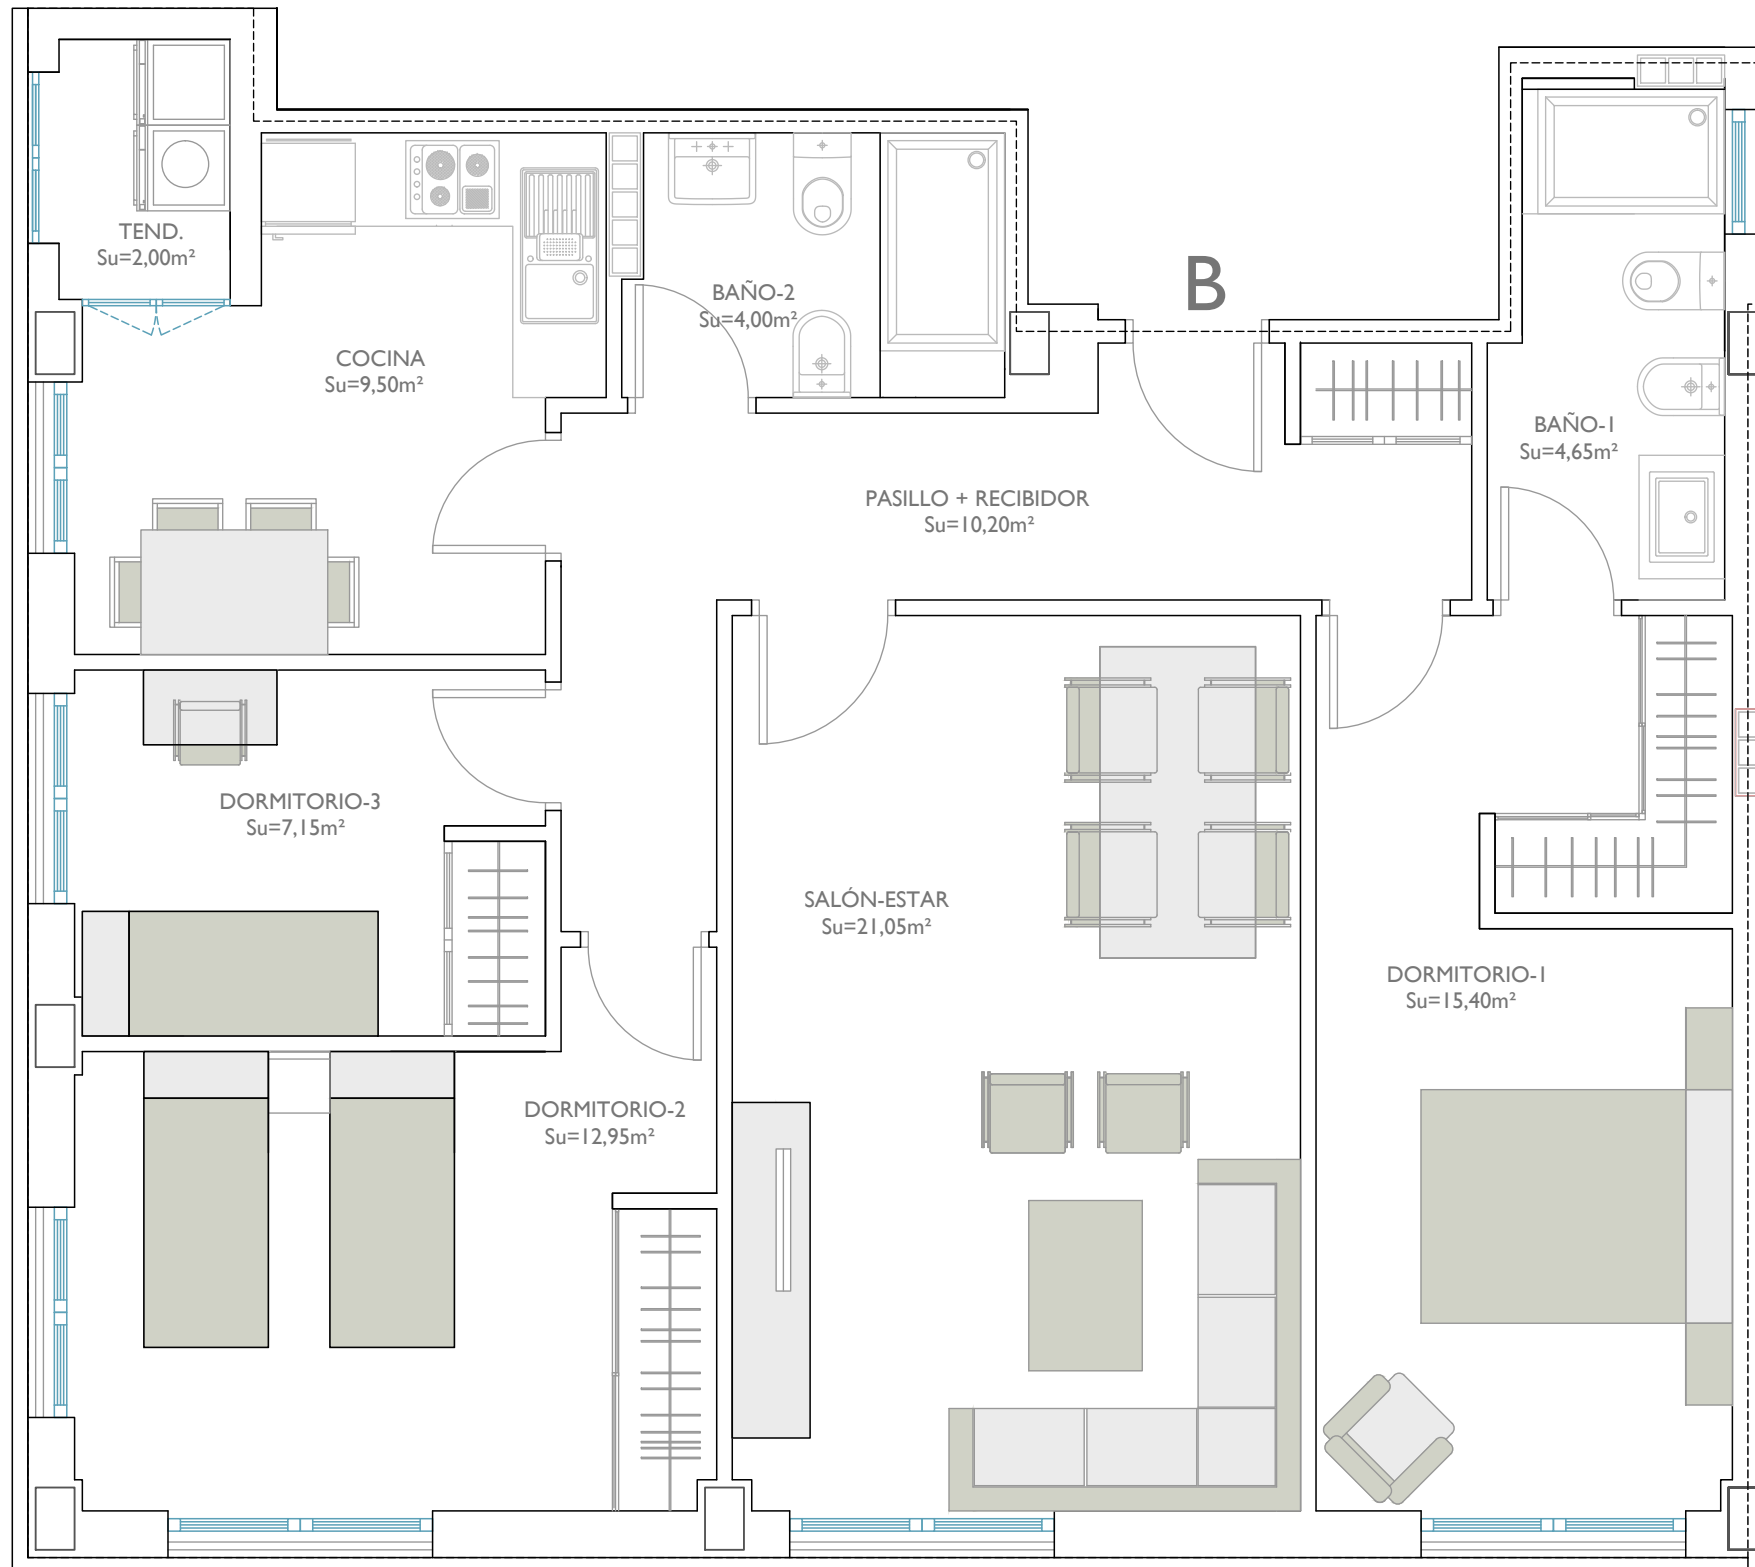 TEND.
Su=2,00m²
B
BAÑO-2
Su=4,00m²
COCINA
Su=9,50m²
BAÑO-1
Su=4,65m²
PASILLO + RECIBIDOR
Su=10,20m²
DORMITORIO-3
Su=7,15m²
SALÓN-ESTAR
Su=21,05m²
DORMITORIO-1
Su=15,40m²
DORMITORIO-2
Su=12,95m²